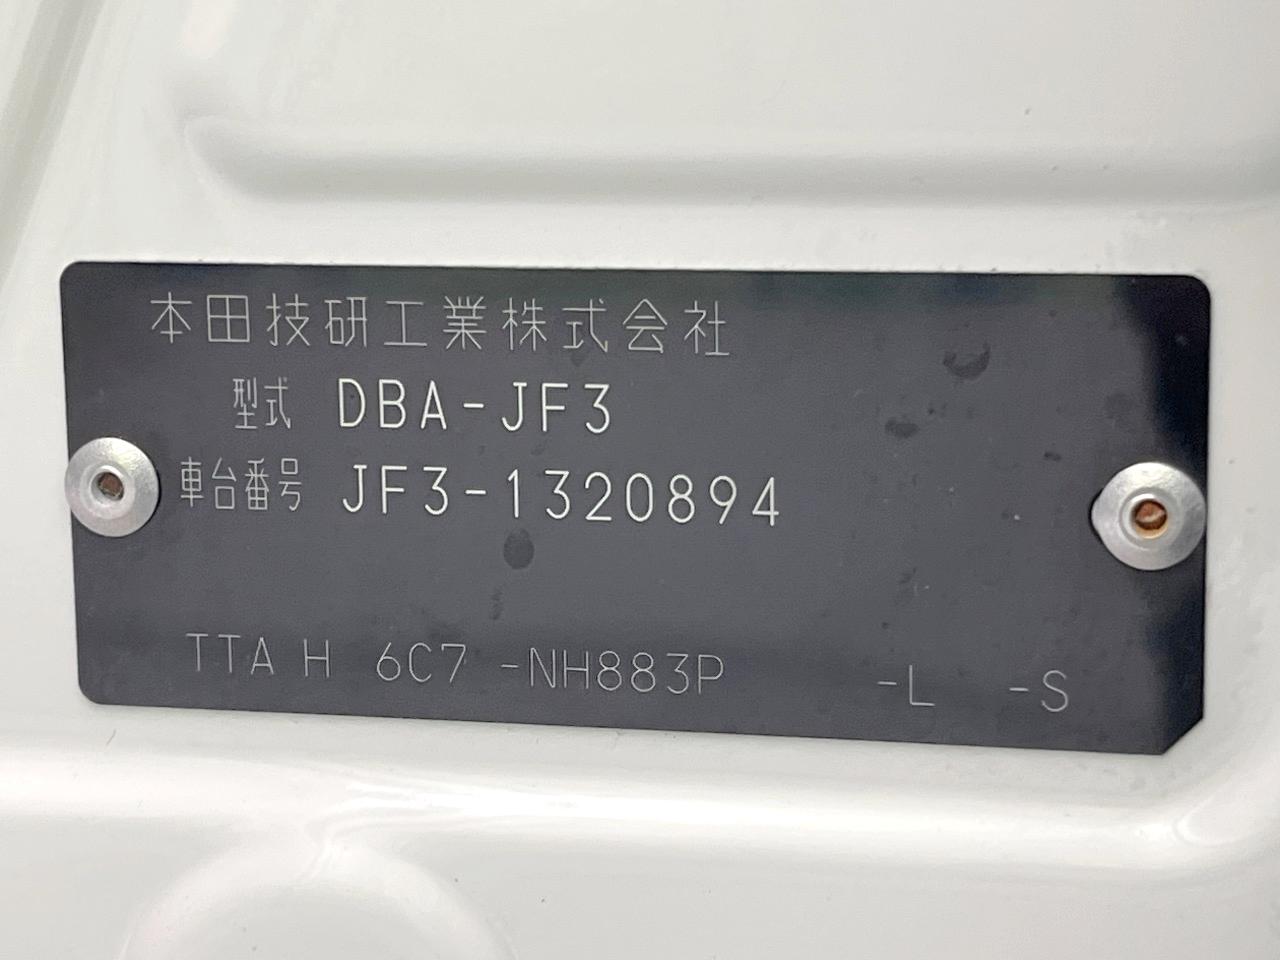 本田技研工業株式会社
型式 DBA-JF3
車台番号 JF3-1320894
TTA H 6C7 -NH883P -L -S